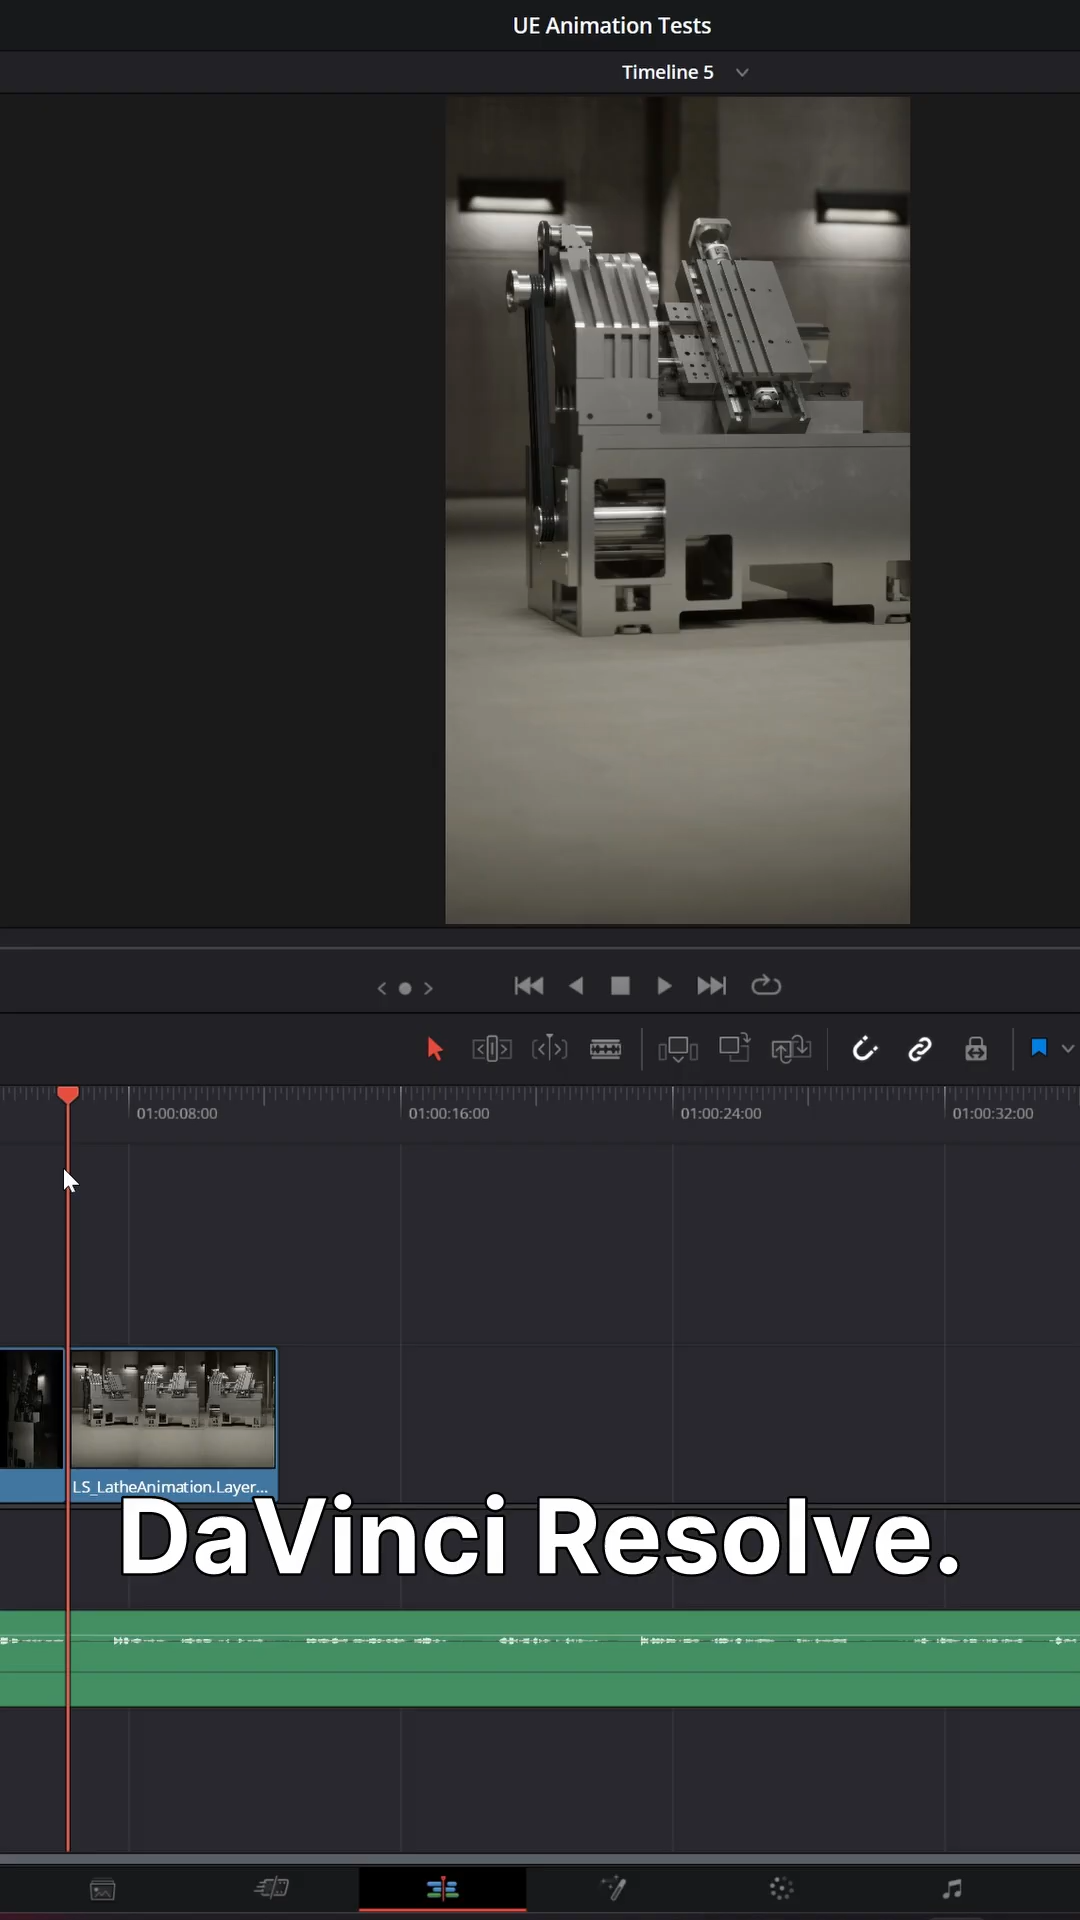 UE Animation Tests
Timeline 5
01:00:08:00
01:00:16:00
01:00:24:00
01:00:32:00
LS_LatheAnimation.Layer...
DaVinci Resolve.